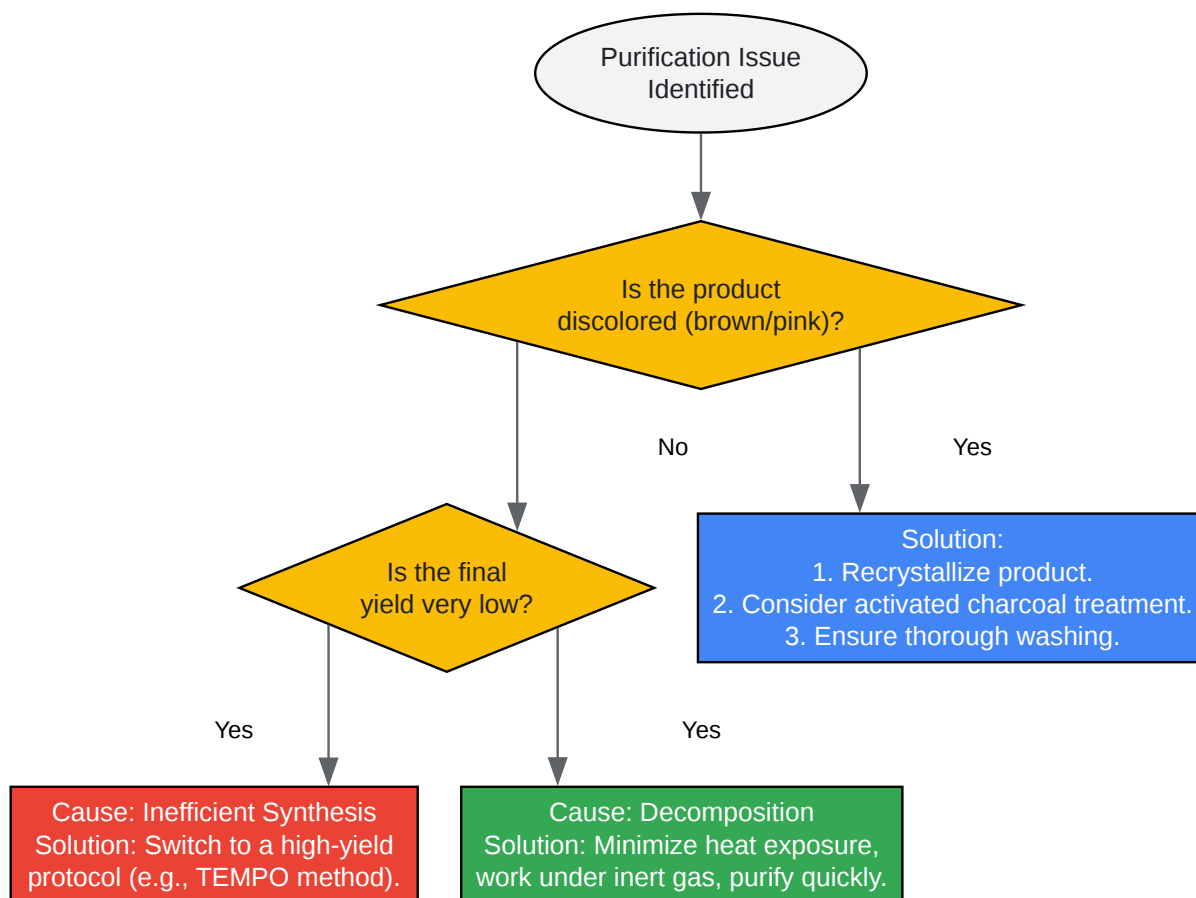 Purification Issue
Identified
Is the product
discolored (brown/pink)?
No
Yes
Is the final
yield very low?
Solution:
1. Recrystallize product.
2. Consider activated charcoal treatment.
3. Ensure thorough washing.
Yes
Yes
Cause: Inefficient Synthesis
Solution: Switch to a high-yield
protocol (e.g., TEMPO method).
Cause: Decomposition
Solution: Minimize heat exposure,
work under inert gas, purify quickly.